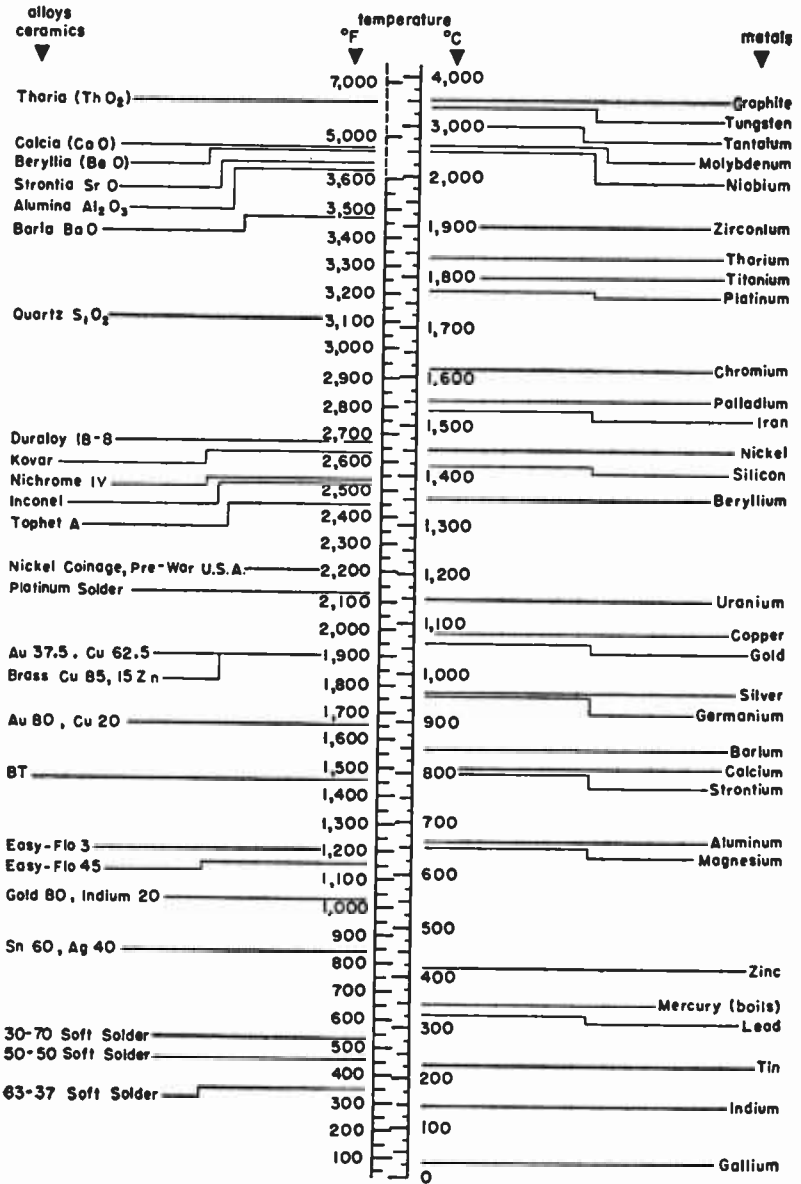 alloys
ceramics
temperature
°F
°C
metals
Tharia (Th O₂)
Calcia (Ca O)
Beryllia (Be O)
Strontia Sr O
Alumina Al₂O₃
Baria BaO
Quartz SᵢO₂
Duraloy 18-8
Kovar
Nichrome IV
Inconel
Tophet A
Nickel Coinage, Pre-War U.S.A.
Platinum Solder
Au 37.5. Cu 62.5
Brass Cu 85, 15 Zn
Au 80, Cu 20
BT
Easy-Flo 3
Easy-Flo 45
Gold 80, Indium 20
Sn 60, Ag 40
30-70 Soft Solder
50-50 Soft Solder
63-37 Soft Solder
7,000
5,000
3,600
3,500
3,400
3,300
3,200
3,100
3,000
2,900
2,800
2,700
2,600
2,500
2,400
2,300
2,200
2,100
2,000
1,900
1,800
1,700
1,600
1,500
1,400
1,300
1,200
1,100
1,000
900
800
700
600
500
400
300
200
100
4,000
3,000
2,000
1,900
1,800
1,700
1,600
1,500
1,400
1,300
1,200
1,100
1,000
900
800
700
600
500
400
300
200
100
0
Graphite
Tungsten
Tantalum
Molybdenum
Niobium
Zirconium
Tharium
Titanium
Platinum
Chromium
Palladium
Iron
Nickel
Silicon
Beryllium
Uranium
Copper
Gold
Silver
Germanium
Barium
Calcium
Strontium
Aluminum
Magnesium
Zinc
Mercury (boils)
Lead
Tin
Indium
Gallium